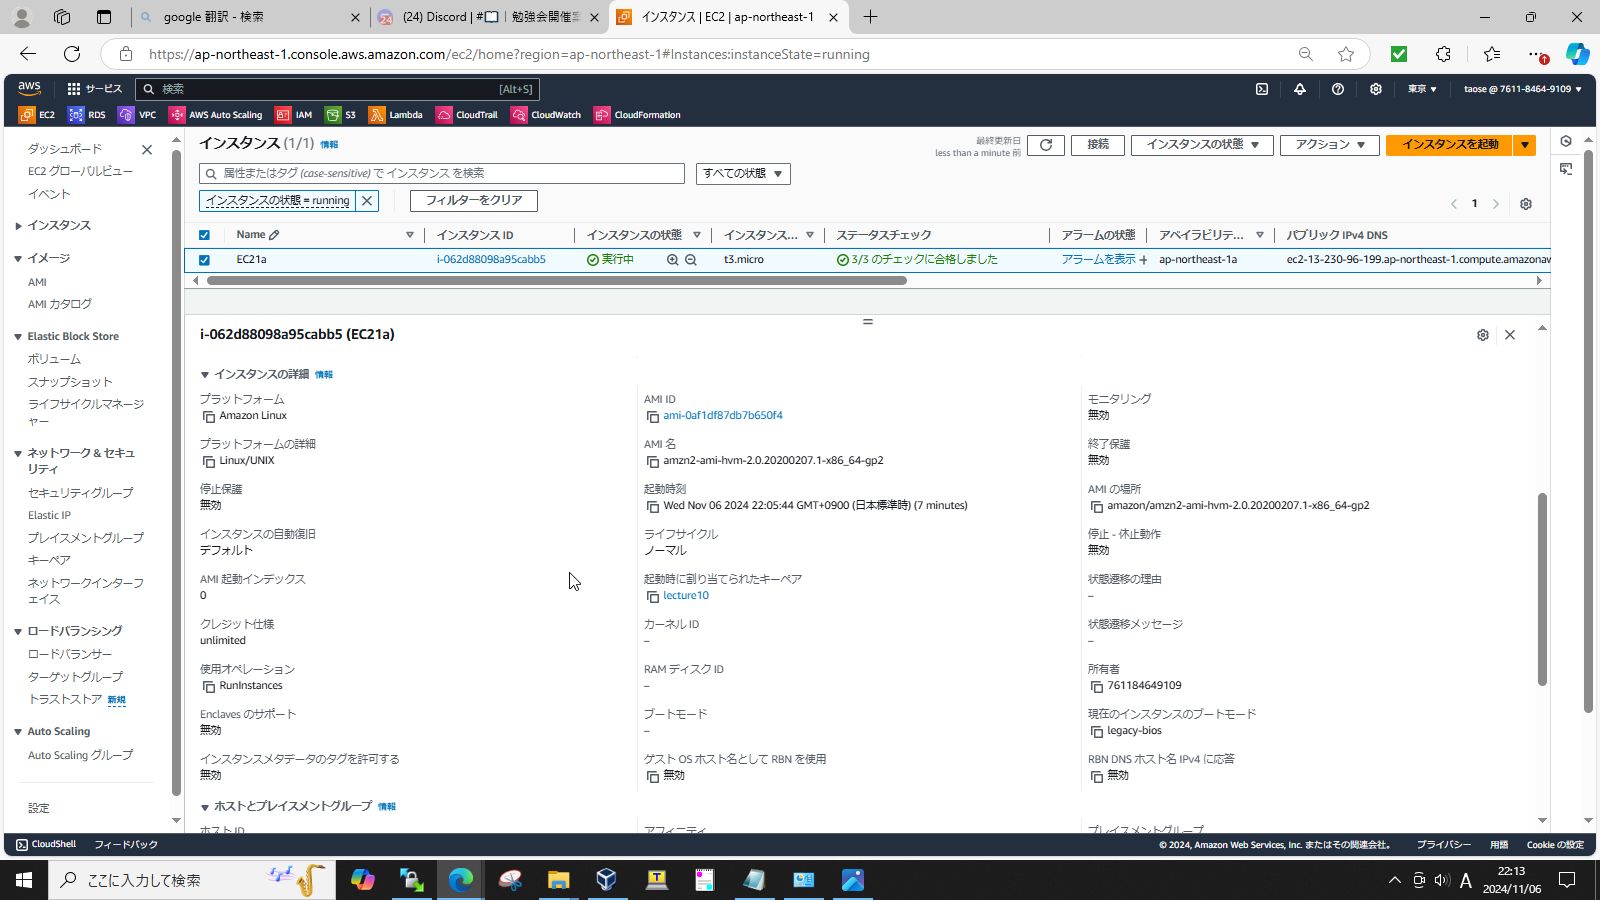 google 翻訳 - 検索
(24) Discord | #📖｜勉強会開催案
インスタンス | EC2 | ap-northeast-1
https://ap-northeast-1.console.aws.amazon.com/ec2/home?region=ap-northeast-1#Instances:instanceState=running
aws
サービス
検索
[Alt+S]
東京
taose @ 7611-8464-9109
EC2
RDS
VPC
AWS Auto Scaling
IAM
S3
Lambda
CloudTrail
CloudWatch
CloudFormation
ダッシュボード
EC2 グローバルビュー
イベント
インスタンス
イメージ
AMI
AMI カタログ
Elastic Block Store
ボリューム
スナップショット
ライフサイクルマネージ
ャー
ネットワーク & セキュ
リティ
セキュリティグループ
Elastic IP
プレイスメントグループ
キーペア
ネットワークインターフ
ェイス
ロードバランシング
ロードバランサー
ターゲットグループ
トラストストア 新規
Auto Scaling
Auto Scaling グループ
設定
インスタンス (1/1) 情報
最終更新日
less than a minute 前
接続
インスタンスの状態
アクション
インスタンスを起動
属性またはタグ (case-sensitive) で インスタンス を検索
すべての状態
インスタンスの状態 = running
フィルターをクリア
1
Name
インスタンス ID
インスタンスの状態
インスタンス...
ステータスチェック
アラームの状態
アベイラビリテ...
パブリック IPv4 DNS
EC21a
i-062d88098a95cabb5
実行中
t3.micro
3/3 のチェックに合格しました
アラームを表示
ap-northeast-1a
ec2-13-230-96-199.ap-northeast-1.compute.amazonaw
i-062d88098a95cabb5 (EC21a)
インスタンスの詳細 情報
プラットフォーム
Amazon Linux
AMI ID
ami-0af1df87db7b650f4
モニタリング
無効
プラットフォームの詳細
Linux/UNIX
AMI 名
amzn2-ami-hvm-2.0.20200207.1-x86_64-gp2
終了保護
無効
停止保護
無効
起動時刻
Wed Nov 06 2024 22:05:44 GMT+0900 (日本標準時) (7 minutes)
AMI の場所
amazon/amzn2-ami-hvm-2.0.20200207.1-x86_64-gp2
インスタンスの自動復旧
デフォルト
ライフサイクル
ノーマル
停止 - 休止動作
無効
AMI 起動インデックス
0
起動時に割り当てられたキーペア
lecture10
状態遷移の理由
–
クレジット仕様
unlimited
カーネル ID
–
状態遷移メッセージ
–
使用オペレーション
RunInstances
RAM ディスク ID
–
所有者
761184649109
Enclaves のサポート
無効
ブートモード
–
現在のインスタンスのブートモード
legacy-bios
インスタンスメタデータのタグを許可する
無効
ゲスト OS ホスト名として RBN を使用
無効
RBN DNS ホスト名 IPv4 に応答
無効
ホストとプレイスメントグループ 情報
ホスト ID
アフィニティ
プレイスメントグループ
CloudShell
フィードバック
© 2024, Amazon Web Services, Inc. またはその関連会社。
プライバシー
用語
Cookie の設定
ここに入力して検索
A
22:13
2024/11/06